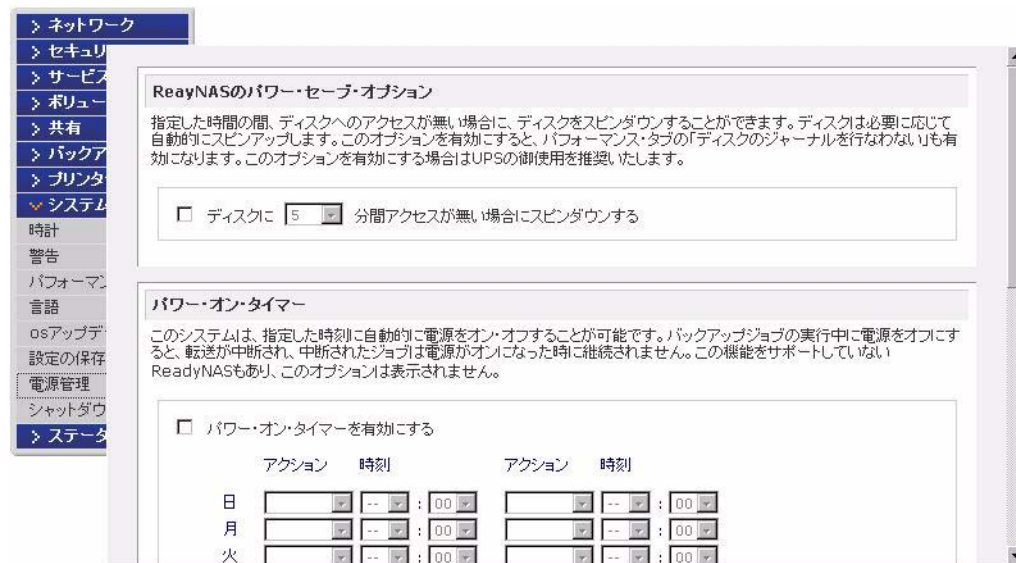 > ネットワーク
> セキュリ
> サービス
> ボリュー
> 共有
> バックア
> プリンタ
システム
時計
警告
パフォーマン
言語
OSアップデ
設定の保存
電源管理
シャットダウ
> ステータ
ReayNASのパワー・セーブ・オプション
指定した時間の間、ディスクへのアクセスが無い場合に、ディスクをスピンダウンすることができます。ディスクは必要に応じて
自動的にスピンアップします。このオプションを有効にすると、パフォーマンス・タブの「ディスクのジャーナルを行なわない」も有
効になります。このオプションを有効にする場合はUPSの御使用を推奨いたします。
ディスクに 5 分間アクセスが無い場合にスピンダウンする
パワー・オン・タイマー
このシステムは、指定した時刻に自動的に電源をオン・オフすることが可能です。バックアップジョブの実行中に電源をオフにす
ると、転送が中断され、中断されたジョブは電源がオンになった時に継続されません。この機能をサポートしていない
ReadyNASもあり、このオプションは表示されません。
パワー・オン・タイマーを有効にする
アクション 時刻 アクション 時刻
日 -- : 00 -- : 00
月 -- : 00 -- : 00
火 -- : 00 -- : 00